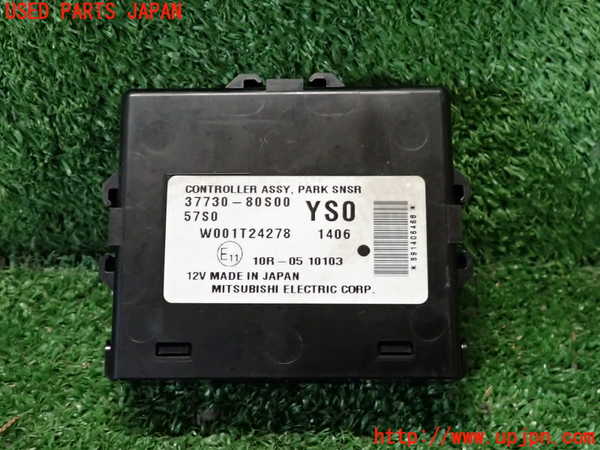 USED PARTS JAPAN
CONTROLLER ASSY, PARK SNSR
37730-80S00
57S0
YS0
W001T24278 1406
E11
10R-05 10103
12V MADE IN JAPAN
MITSUBISHI ELECTRIC CORP.
http://www.upjpn.com